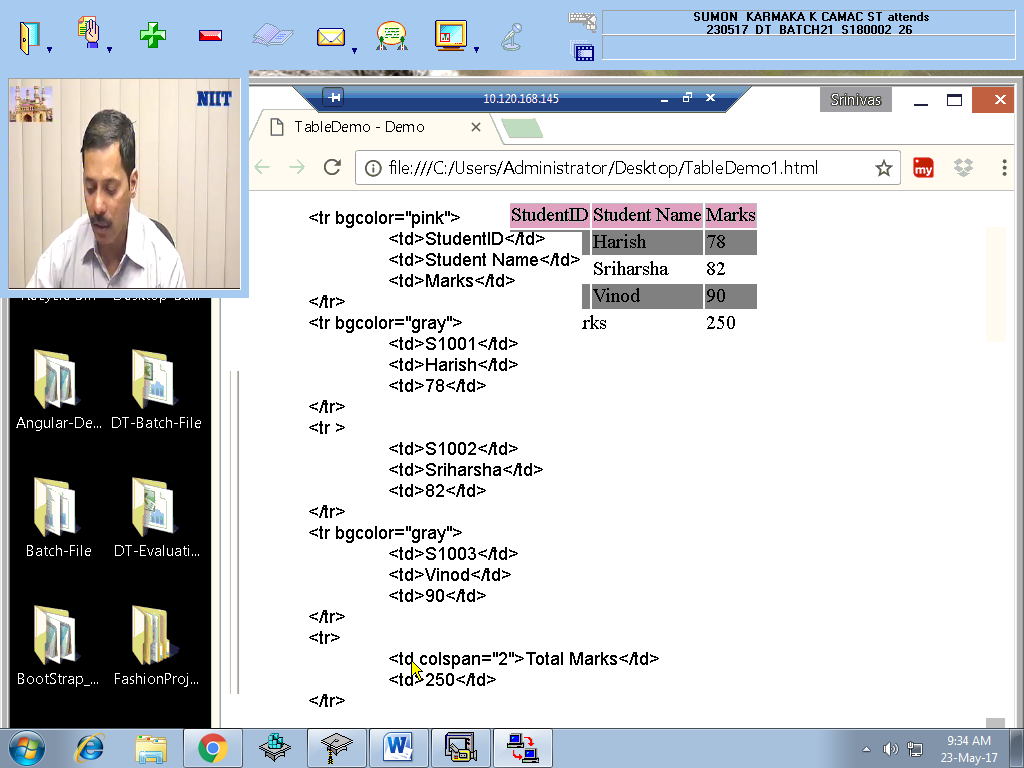 SUMON KARMAKA K CAMAC ST attends
230517 DT BATCH21 S180002 26
NIIT
10.120.168.145
Srinivas
TableDemo - Demo
file:///C:/Users/Administrator/Desktop/TableDemo1.html
my
<tr bgcolor="pink">
<td>StudentID</td>
<td>Student Name</td>
<td>Marks</td>
</tr>
<tr bgcolor="gray">
<td>S1001</td>
<td>Harish</td>
<td>78</td>
</tr>
<tr >
<td>S1002</td>
<td>Sriharsha</td>
<td>82</td>
</tr>
<tr bgcolor="gray">
<td>S1003</td>
<td>Vinod</td>
<td>90</td>
</tr>
<tr>
<td colspan="2">Total Marks</td>
<td>250</td>
</tr>
StudentID Student Name Marks
Harish 78
Sriharsha 82
Vinod 90
rks 250
Angular-De... DT-Batch-File
Batch-File DT-Evaluati...
BootStrap_... FashionProj...
9:34 AM
23-May-17